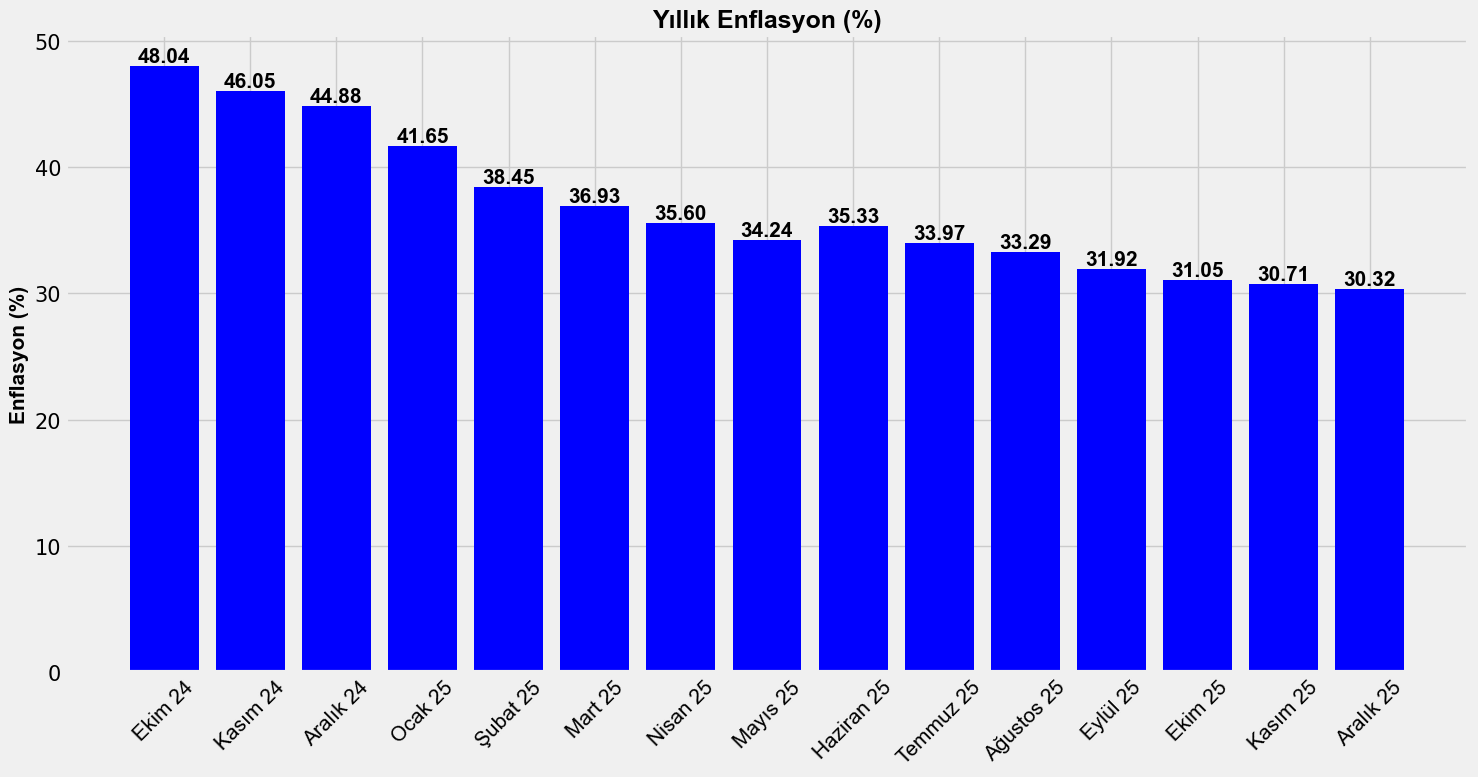 Yıllık Enflasyon (%)
Enflasyon (%)
50
40
30
20
10
0
48.04
46.05
44.88
41.65
38.45
36.93
35.60
34.24
35.33
33.97
33.29
31.92
31.05
30.71
30.32
Ekim 24
Kasım 24
Aralık 24
Ocak 25
Şubat 25
Mart 25
Nisan 25
Mayıs 25
Haziran 25
Temmuz 25
Ağustos 25
Eylül 25
Ekim 25
Kasım 25
Aralık 25